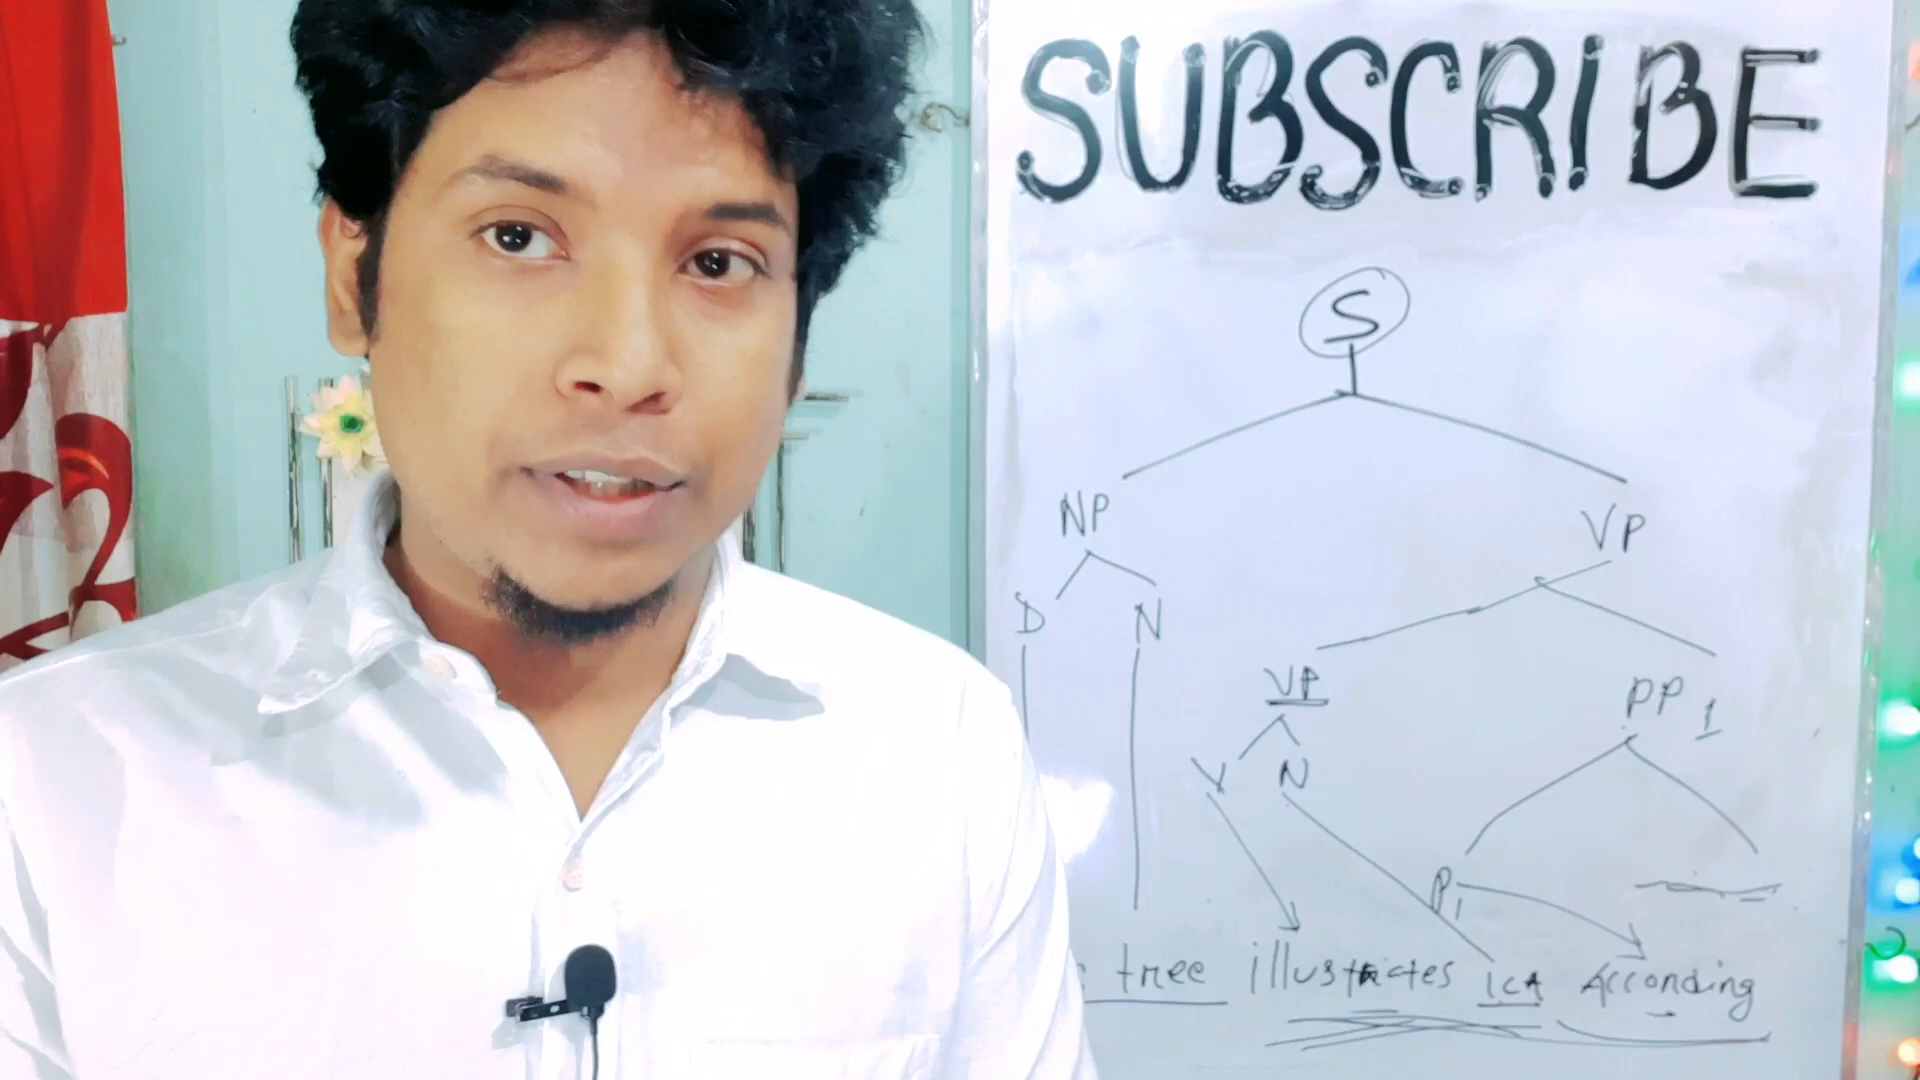 SUBSCRIBE
S
NP VP
D N
VP PP 1
V N
P1
tree illustrates ICA According